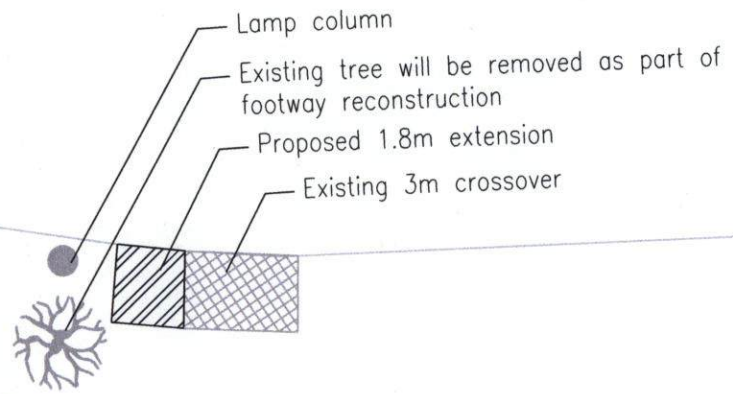 Lamp column
Existing tree will be removed as part of
footway reconstruction
Proposed 1.8m extension
Existing 3m crossover